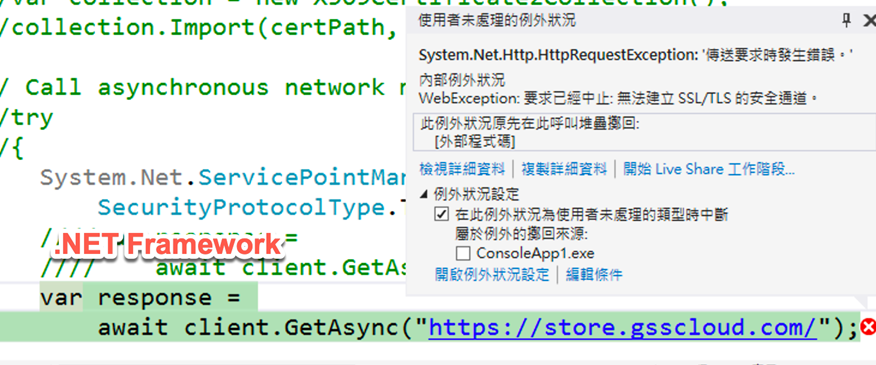 /var collection = new X509Certificate2Collection();
/collection.Import(certPath,
/ Call asynchronous network m
/try
/{
System.Net.ServicePointMan
SecurityProtocolType.T
.NET Framework
//// await client.GetAs
var response =
await client.GetAsync("https://store.gsscloud.com/");
使用者未處理的例外狀況
System.Net.Http.HttpRequestException: '傳送要求時發生錯誤。'
內部例外狀況
WebException: 要求已經中止: 無法建立 SSL/TLS 的安全通道。
此例外狀況原先在此呼叫堆疊擲回:
[外部程式碼]
檢視詳細資料 | 複製詳細資料 | 開始 Live Share 工作階段...
例外狀況設定
在此例外狀況為使用者未處理的類型時中斷
屬於例外的擲回來源:
ConsoleApp1.exe
開啟例外狀況設定 | 編輯條件